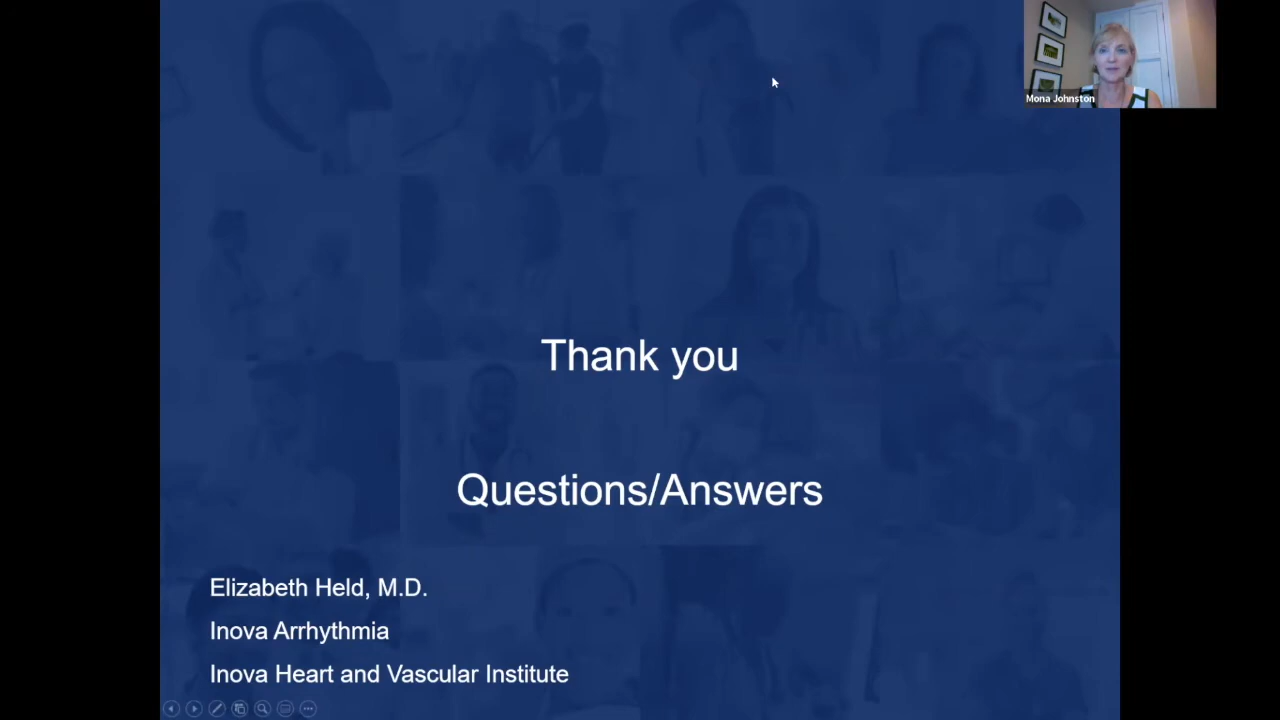 Mona Johnston
Thank you
Questions/Answers
Elizabeth Held, M.D.
Inova Arrhythmia
Inova Heart and Vascular Institute